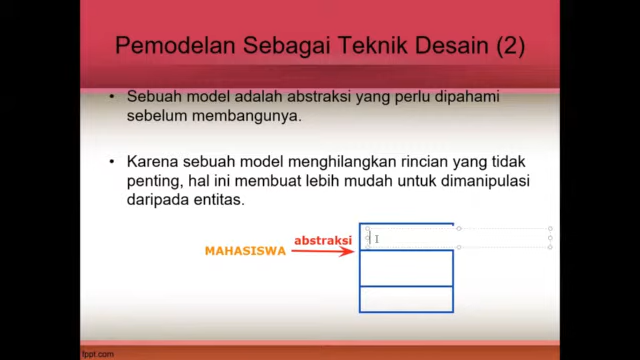 Pemodelan Sebagai Teknik Desain (2)
• Sebuah model adalah abstraksi yang perlu dipahami
sebelum membangunya.
• Karena sebuah model menghilangkan rincian yang tidak
penting, hal ini membuat lebih mudah untuk dimanipulasi
daripada entitas.
abstraksi
MAHASISWA
fppt.com